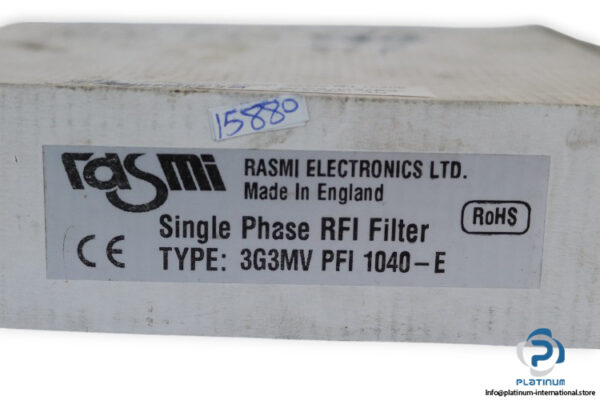 15880
rasmi
RASMI ELECTRONICS LTD.
Made In England
RoHS
Single Phase RFI Filter
CE
TYPE: 3G3MV PFI 1040-E
PLATINUM
info@platinum-international.store